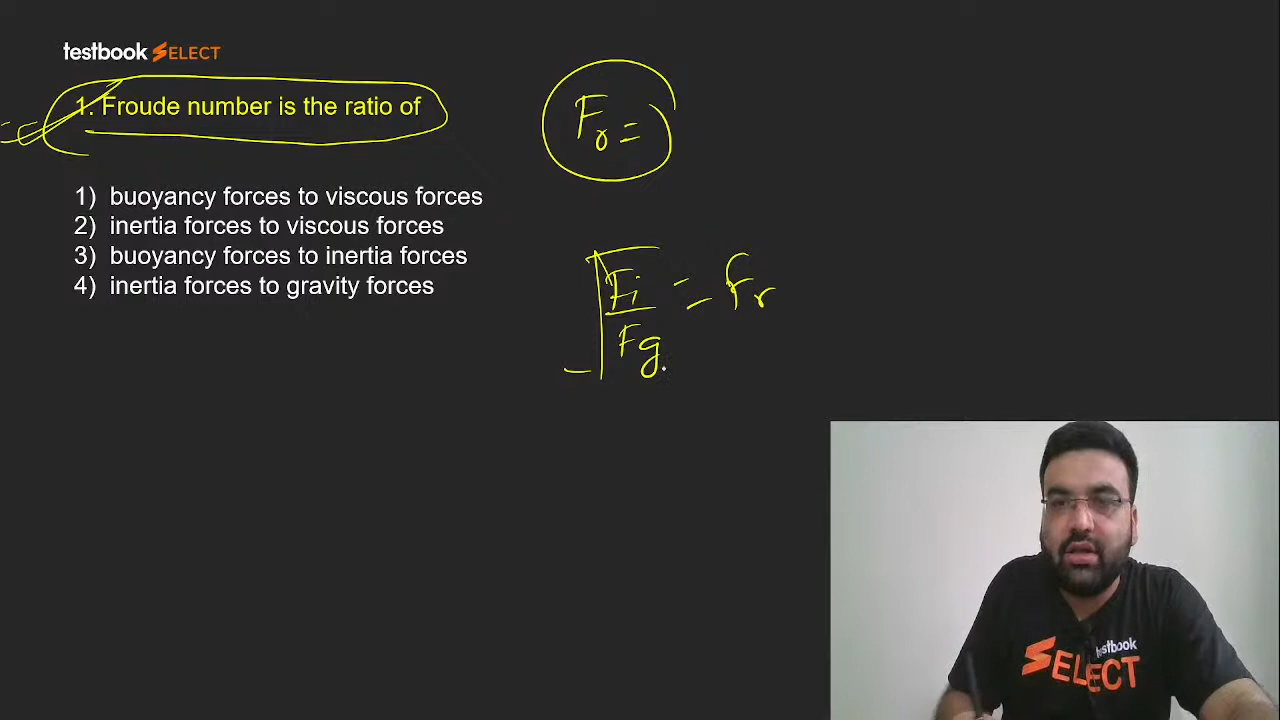 testbook SELECT
1. Froude number is the ratio of
1) buoyancy forces to viscous forces
2) inertia forces to viscous forces
3) buoyancy forces to inertia forces
4) inertia forces to gravity forces
Fr =
Fi
= Fr
Fg
testbook
SELECT